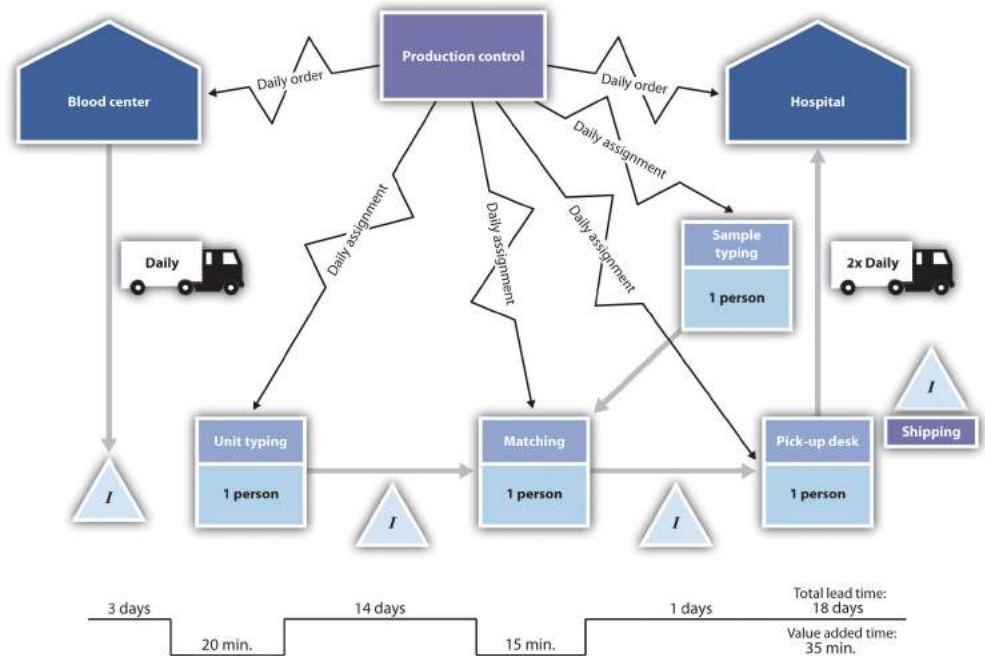 Production control
Blood center
Daily order
Daily order
Hospital
Daily assignment
Daily assignment
Daily assignment
Daily assignment
Daily
Sample
typing
1 person
2x Daily
I
Shipping
Unit typing
1 person
Matching
1 person
Pick-up desk
1 person
I
I
I
3 days
20 min.
14 days
15 min.
1 days
Total lead time:
18 days
Value added time:
35 min.